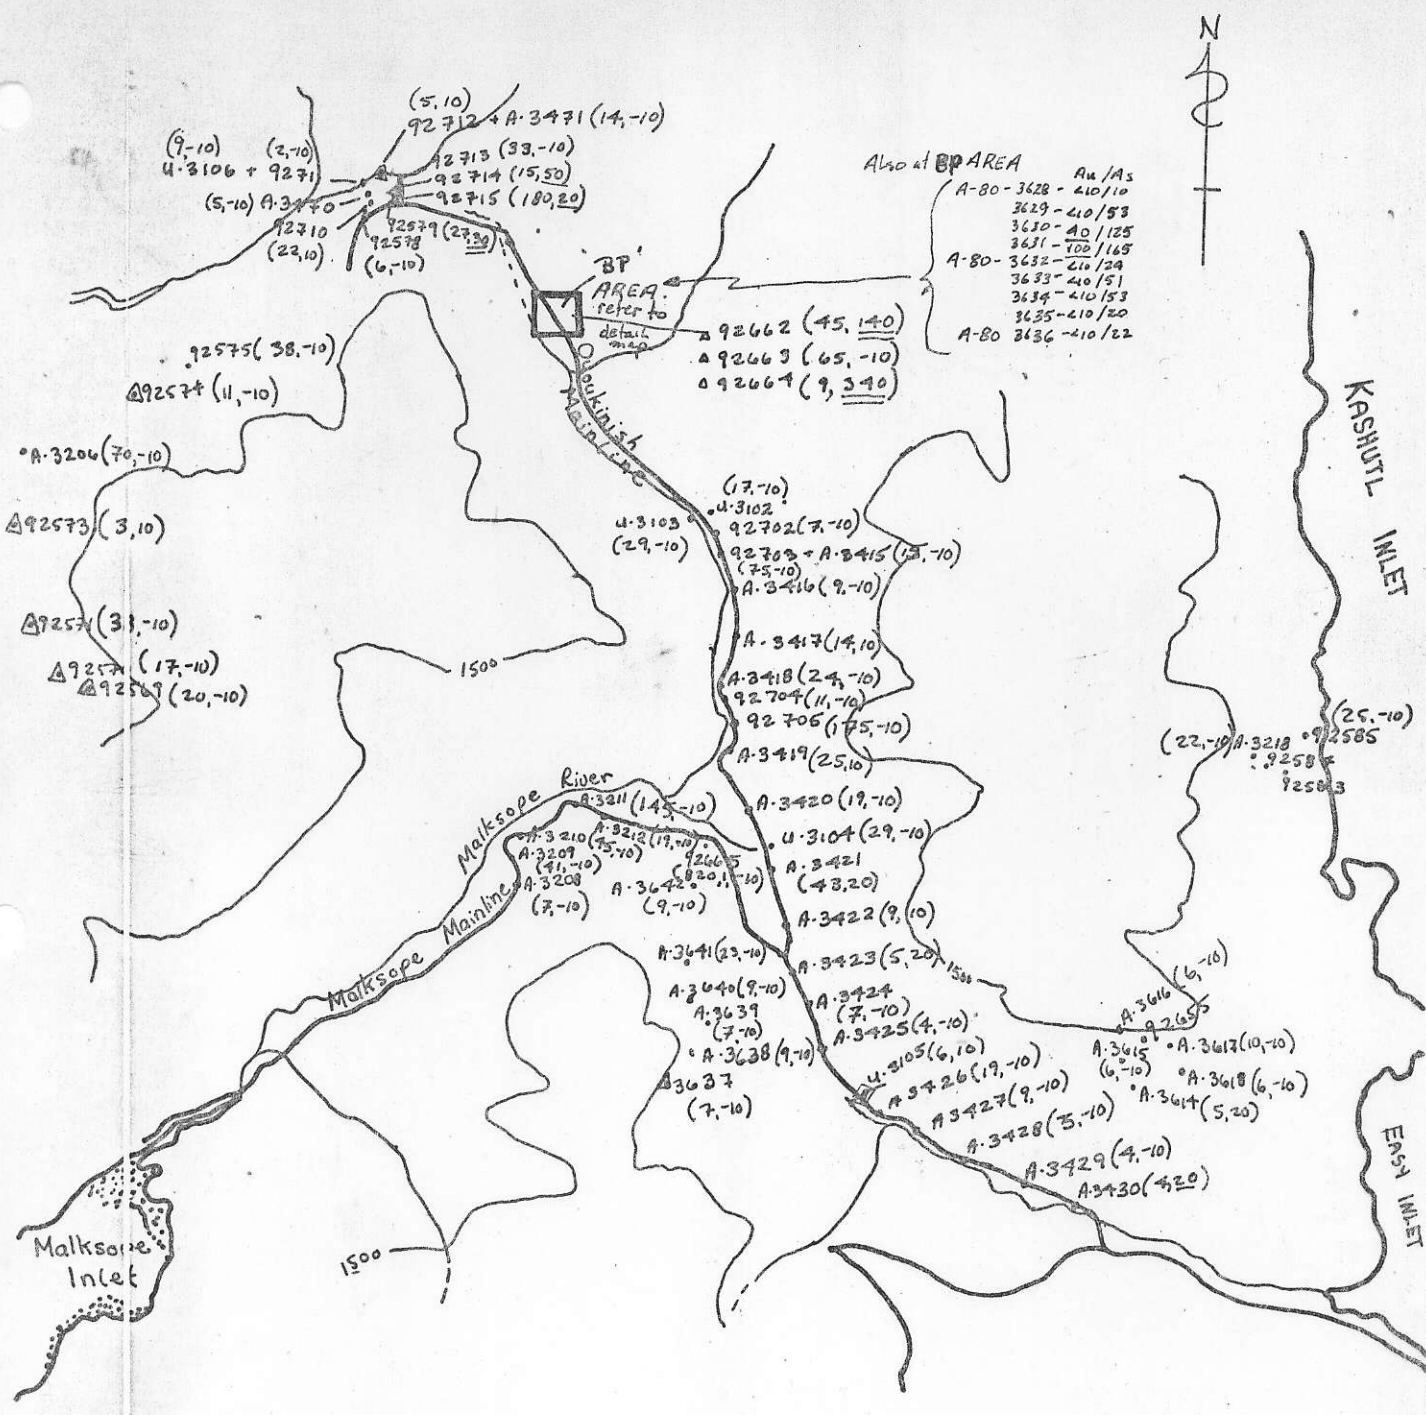 N
(5,10)
92712 + A-3471 (14,-10)
(9,-10) (2,-10)
U-3106 + 9271
92713 (33,-10)
92714 (15,50)
92715 (180,20)
(5,-10) A-3470
92710
(22,10)
92579 (27,30)
92578
(6,-10)
Also at BP AREA
Au/As
A-80-3628 - <10/10
3629 - <10/53
3630 - 40/125
3631 - 100/165
A-80-3632 - <10/24
3633 - <10/51
3634 - <10/53
3635 - <10/20
A-80 3636 - <10/22
BP
AREA.
refer to
detail
map
92662 (45, 140)
92663 (65, -10)
92664 (9, 340)
92575 (38,-10)
92574 (11,-10)
A-3206 (70,-10)
92573 (3,10)
(17,-10)
92569 (20,-10)
Ououkinish
Mainline
KASHUTL
INLET
(17,-10)
U-3102
U-3103
(29,-10)
92702 (7,-10)
92703 + A-3415 (15,-10)
(75,-10)
A-3416 (9,-10)
A-3417 (14,10)
A-3418 (24,-10)
92704 (11,-10)
92705 (175,-10)
A-3419 (25,10)
1500
(25,-10)
92585
(22,-10) A-3218
A-3420 (19,-10)
U-3104 (29,-10)
A-3421
(43,20)
A-3422 (9,10)
A-3423 (5,20)
A-3424
(7,-10)
A-3425 (4,-10)
Malksope River
A-3211 (145,-10)
A-3210
A-3212 (19,-10)
A-3209
(41,-10)
A-3208
(7,-10)
A-3642
(9,-10)
Malksope Mainline
A-3641 (23,-10)
A-3640 (9,-10)
A-3639
(7,-10)
A-3638 (9,-10)
3637
(7,-10)
1500
A-3616 (6,-10)
92655
A-3615
(6,-10)
A-3617 (10,-10)
A-3618 (6,-10)
A-3614 (5,20)
U-3105 (6,10)
A 3426 (19,-10)
A 3427 (9,-10)
A-3428 (5,-10)
A-3429 (4,-10)
A-3430 (4,20)
EASY INLET
1500
Malksope
Inlet